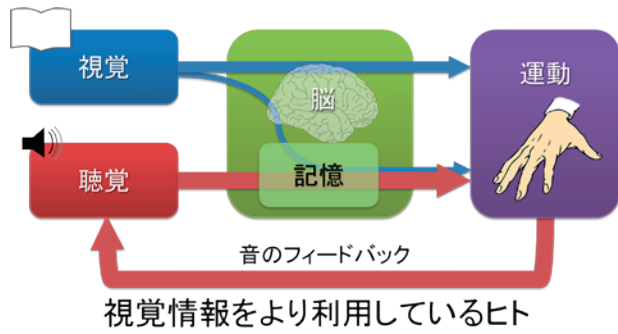 視覚
脳
運動
聴覚
記憶
音のフィードバック
視覚情報をより利用しているヒト